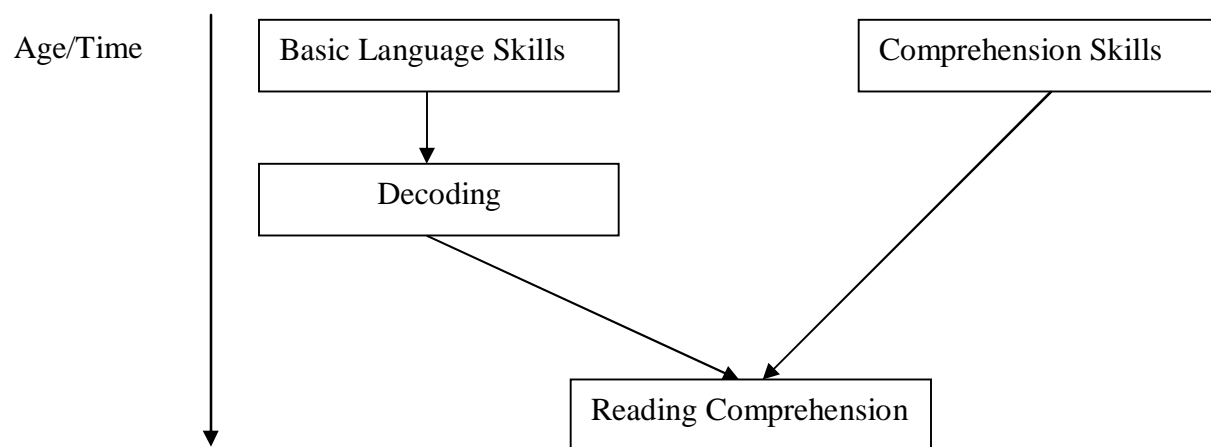 Age/Time
Basic Language Skills
Comprehension Skills
Decoding
Reading Comprehension